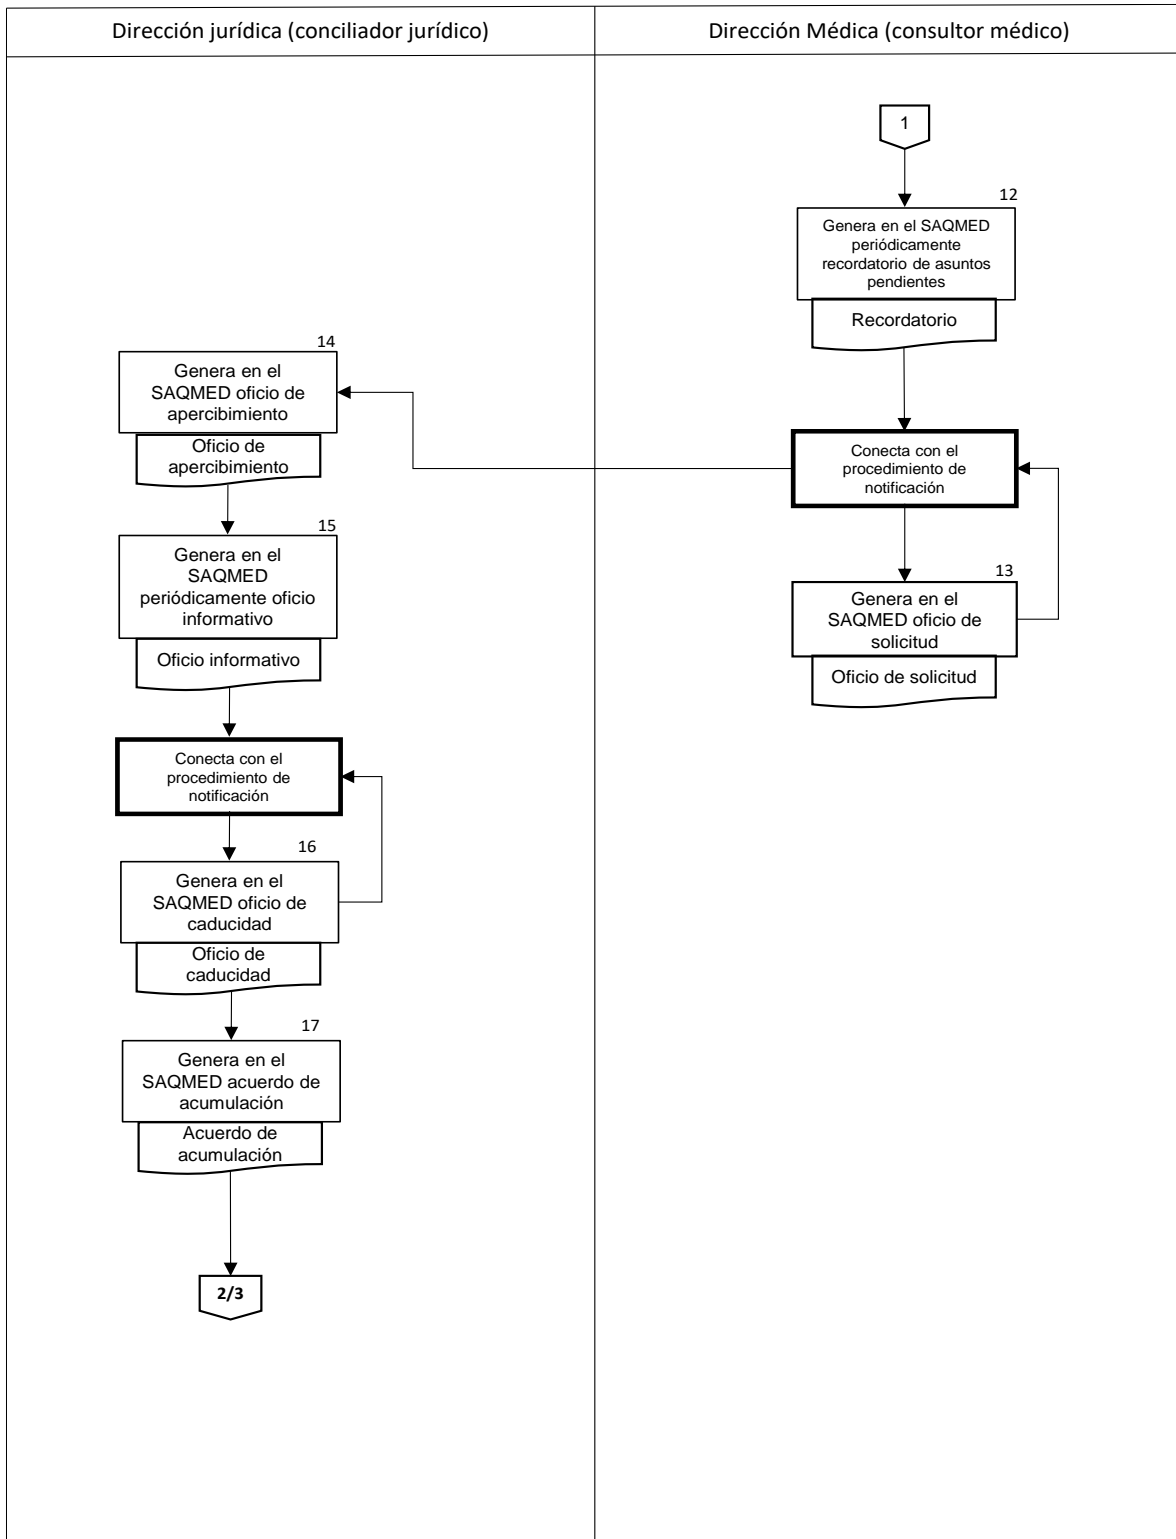 Dirección jurídica (conciliador jurídico)
Dirección Médica (consultor médico)
1
12
Genera en el SAQMED
periódicamente
recordatorio de asuntos
pendientes
Recordatorio
Conecta con el
procedimiento de
notificación
13
Genera en el
SAQMED oficio de
solicitud
Oficio de solicitud
14
Genera en el
SAQMED oficio de
apercibimiento
Oficio de
apercibimiento
15
Genera en el
SAQMED
periódicamente oficio
informativo
Oficio informativo
Conecta con el
procedimiento de
notificación
16
Genera en el
SAQMED oficio de
caducidad
Oficio de
caducidad
17
Genera en el
SAQMED acuerdo de
acumulación
Acuerdo de
acumulación
2/3